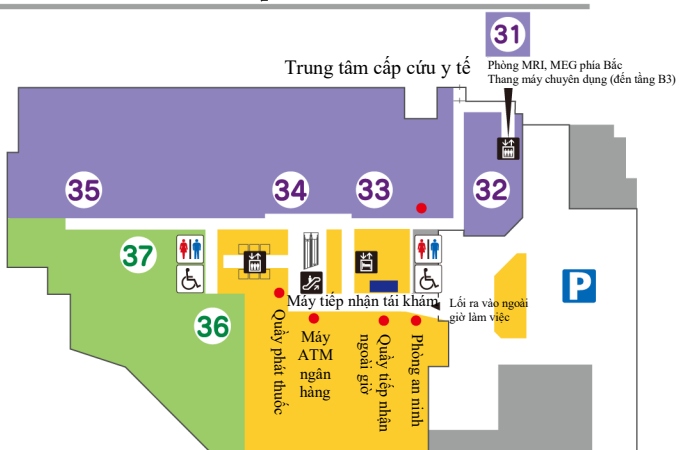 31
Trung tâm cấp cứu y tế
Phòng MRI, MEG phía Bắc
Thang máy chuyên dụng (đến tầng B3)
35
34
33
32
37
36
P
Máy tiếp nhận tái khám
Lối ra vào ngoài
giờ làm việc
Quầy phát thuốc
Máy
ATM
ngân
hàng
Quầy tiếp nhận
ngoài giờ
Phòng an ninh